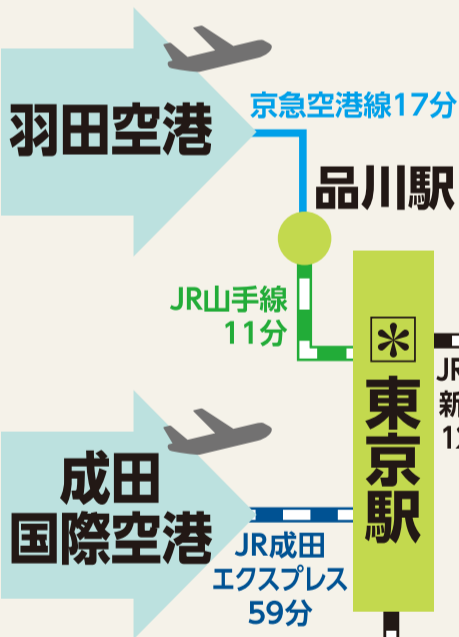 羽田空港
京急空港線17分
品川駅
JR山手線
11分
＊
東京駅
JR
新
成田
国際空港
JR成田
エクスプレス
59分